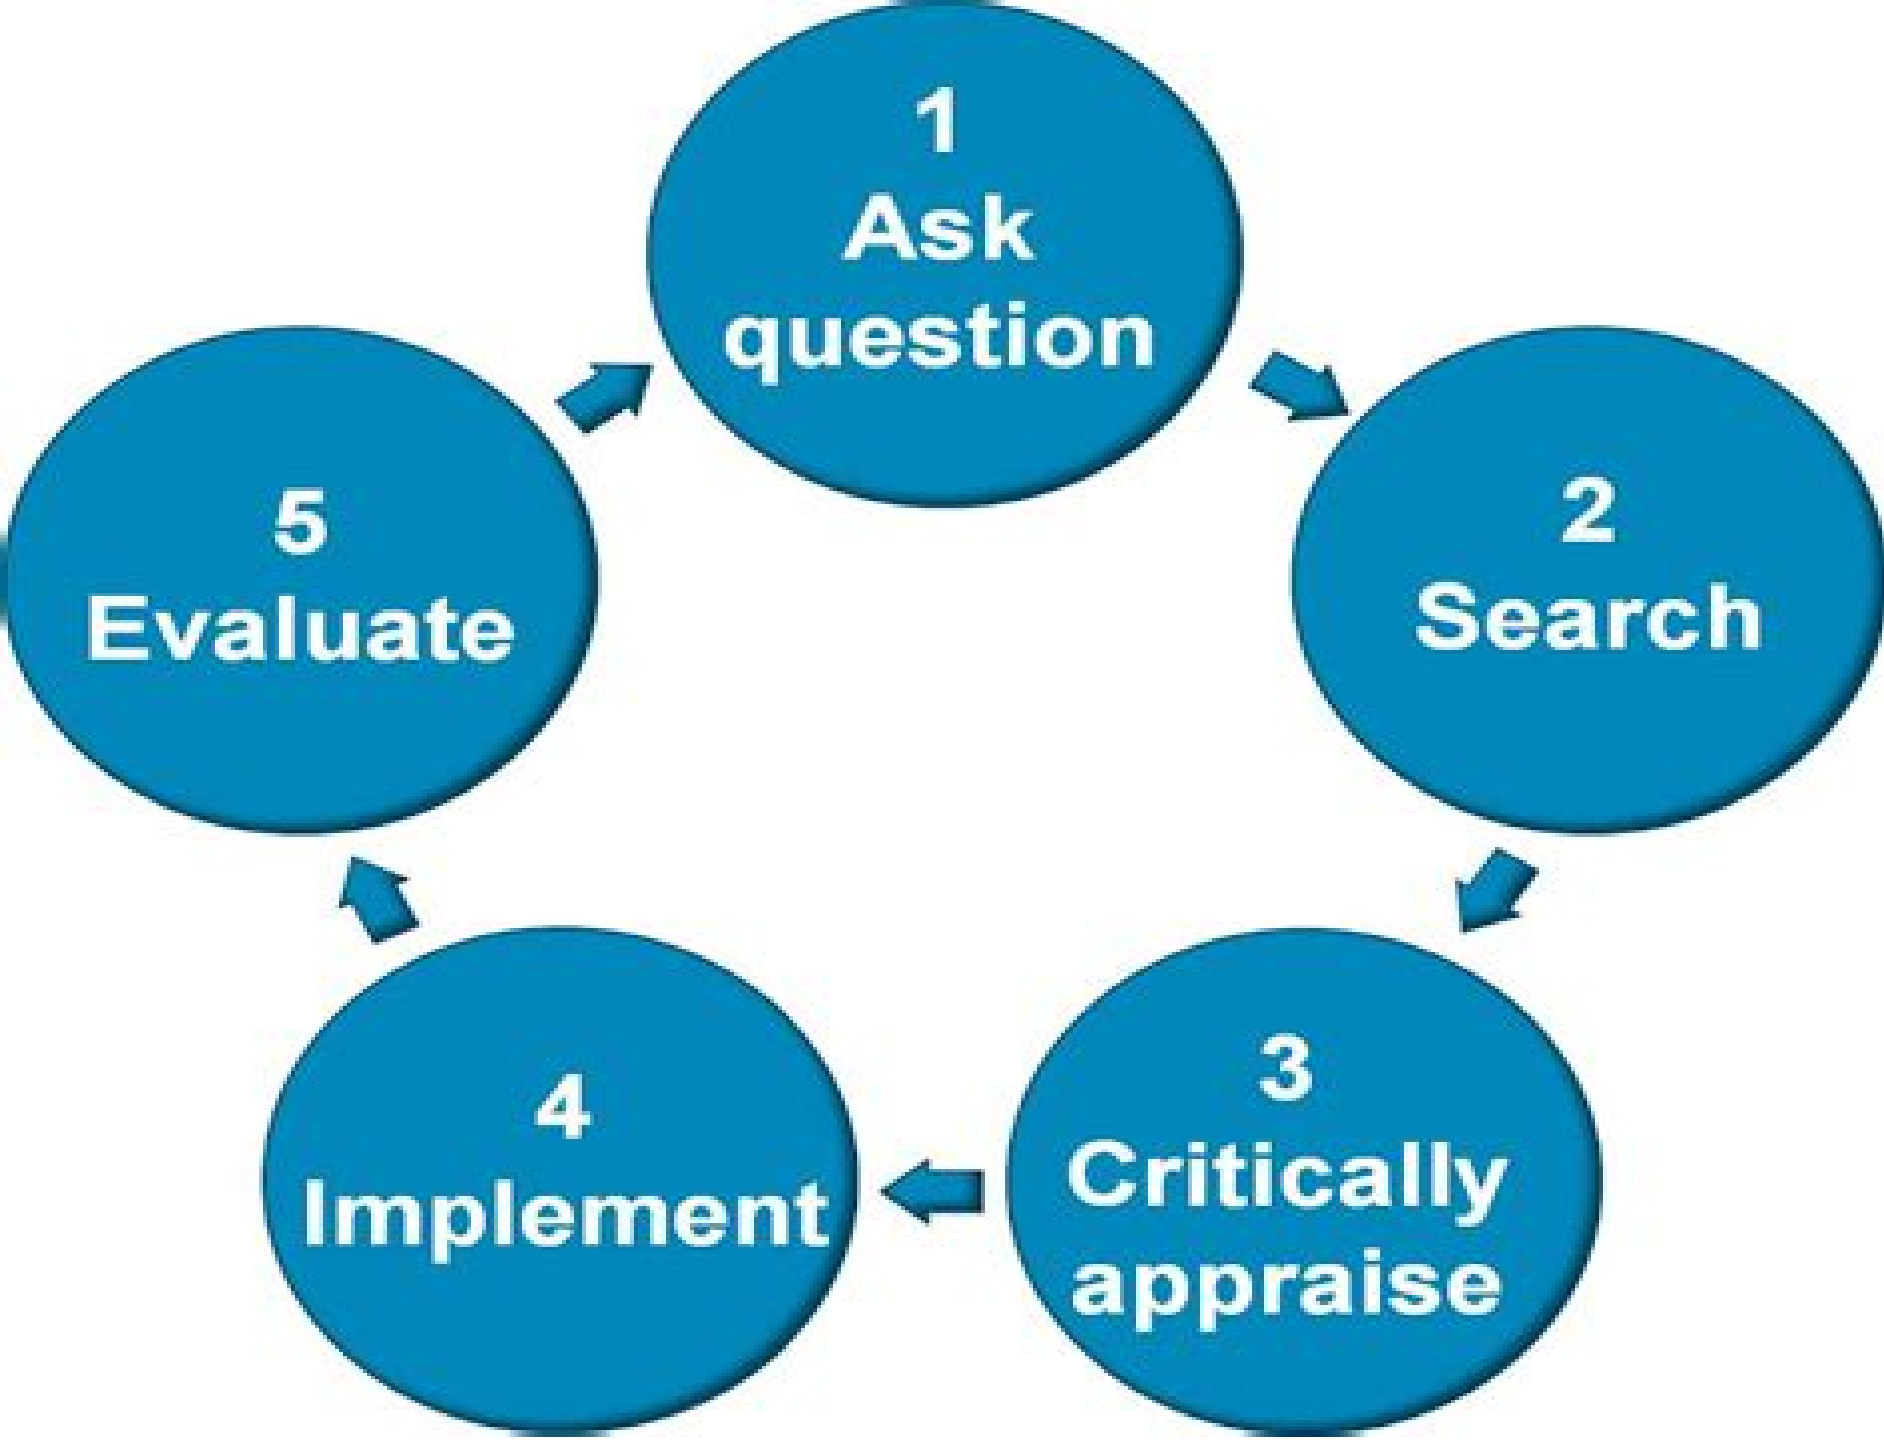 1
Ask
question
2
Search
3
Critically
appraise
4
Implement
5
Evaluate